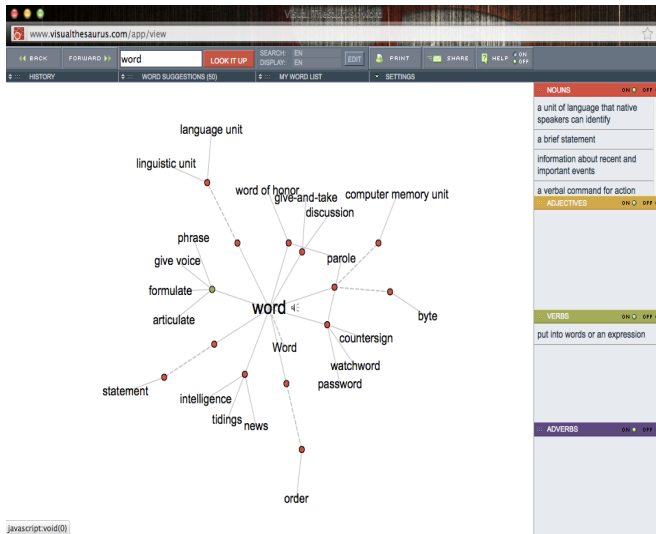 Visual Thesaurus
www.visualthesaurus.com/app/view
BACK
FORWARD
word
LOOK IT UP
SEARCH: EN
DISPLAY: EN
EDIT
PRINT
SHARE
HELP
ON
OFF
HISTORY
WORD SUGGESTIONS (50)
MY WORD LIST
SETTINGS
language unit
linguistic unit
word of honor
give-and-take
computer memory unit
discussion
phrase
give voice
parole
formulate
articulate
word
byte
countersign
Word
watchword
password
statement
intelligence
tidings
news
order
NOUNS
ON OFF
a unit of language that native
speakers can identify
a brief statement
information about recent and
important events
a verbal command for action
ADJECTIVES
ON OFF
VERBS
ON OFF
put into words or an expression
ADVERBS
ON OFF
javascript:void(0)